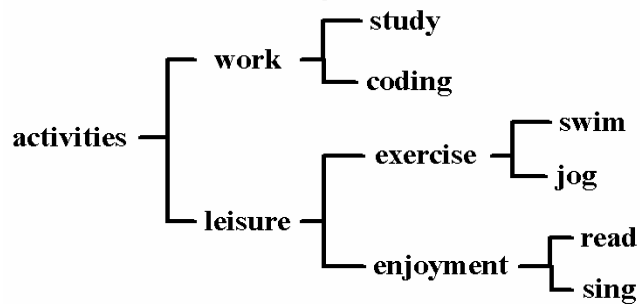 study
work
coding
activities
swim
exercise
jog
leisure
read
enjoyment
sing